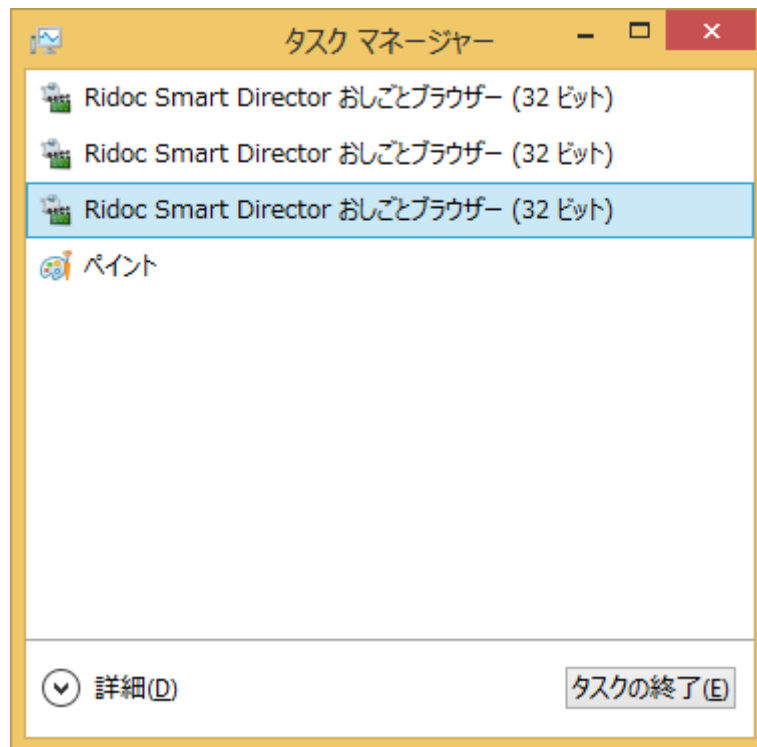 タスク マネージャー
Ridoc Smart Director おしごとブラウザー (32 ビット)
Ridoc Smart Director おしごとブラウザー (32 ビット)
Ridoc Smart Director おしごとブラウザー (32 ビット)
ペイント
詳細(D)
タスクの終了(E)